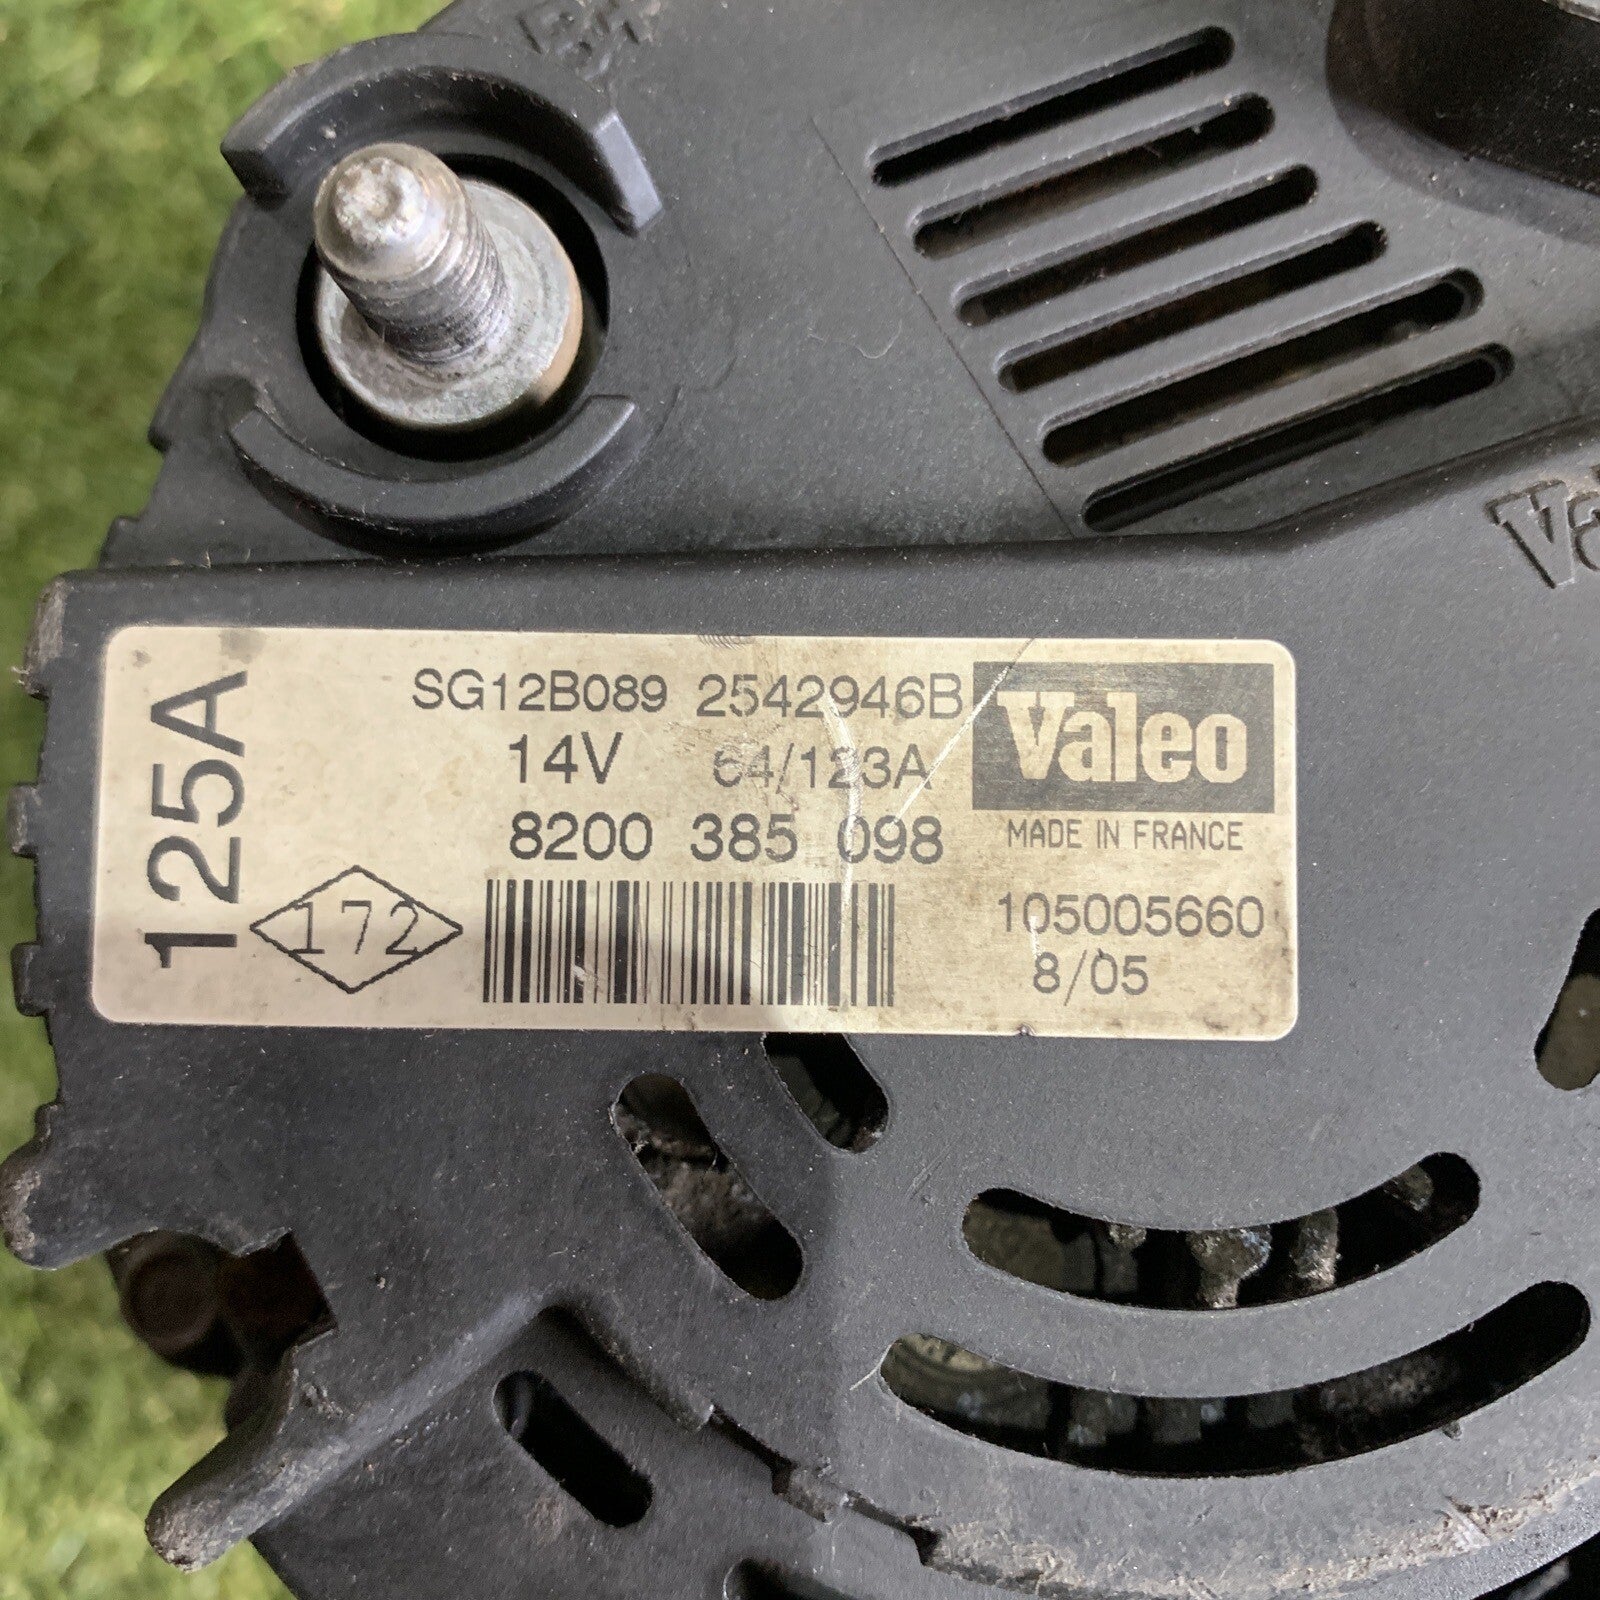 B+
125A
SG12B089 2542946B
14V 64/123A
8200 385 098
172
Valeo
MADE IN FRANCE
105005660
8/05